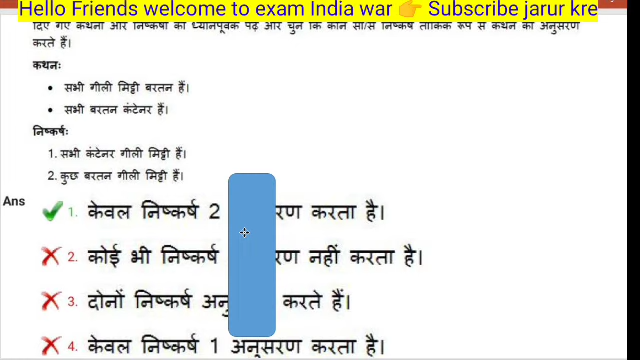 Hello Friends welcome to exam India war 👉 Subscribe jarur kre
दिए गए कथनों और निष्कर्षों को ध्यानपूर्वक पढ़ें और चुनें कि कौन सा/से निष्कर्ष तार्किक रूप से कथन का अनुसरण
करते हैं।
कथनः
• सभी गीली मिट्टी बरतन हैं।
• सभी बरतन कंटेनर हैं।
निष्कर्षः
1. सभी कंटेनर गीली मिट्टी हैं।
2. कुछ बरतन गीली मिट्टी हैं।
Ans
1. केवल निष्कर्ष 2 रण करता है।
2. कोई भी निष्कर्ष रण नहीं करता है।
3. दोनों निष्कर्ष अनु करते हैं।
4. केवल निष्कर्ष 1 अनुसरण करता है।